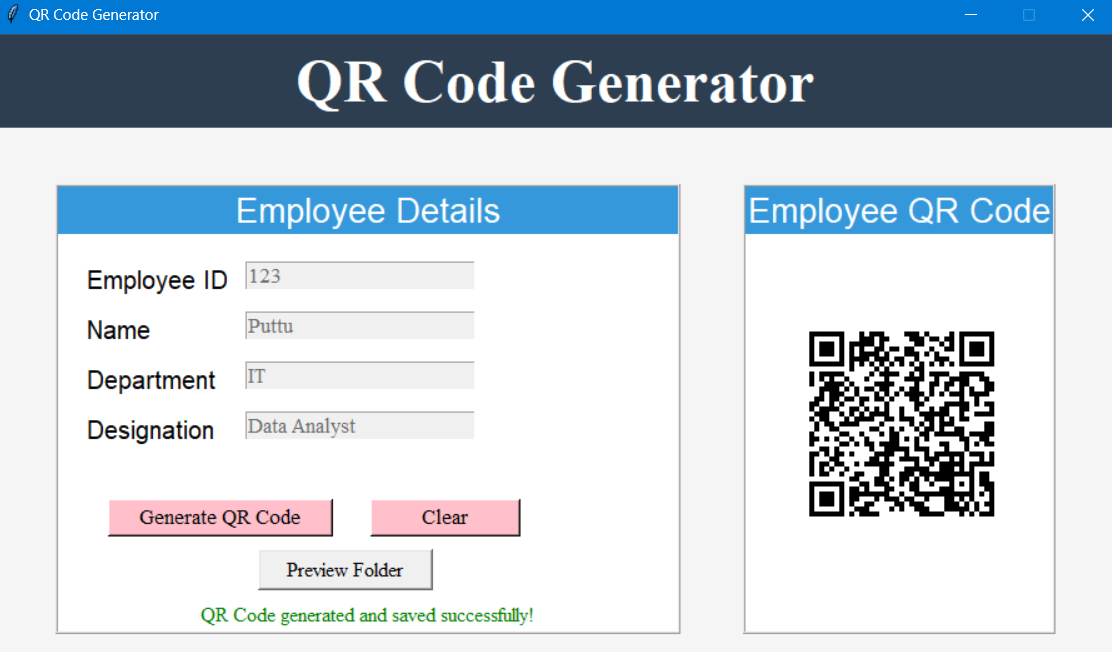 QR Code Generator
QR Code Generator
Employee Details
Employee ID 123
Name Puttu
Department IT
Designation Data Analyst
Generate QR Code Clear
Preview Folder
QR Code generated and saved successfully!
Employee QR Code